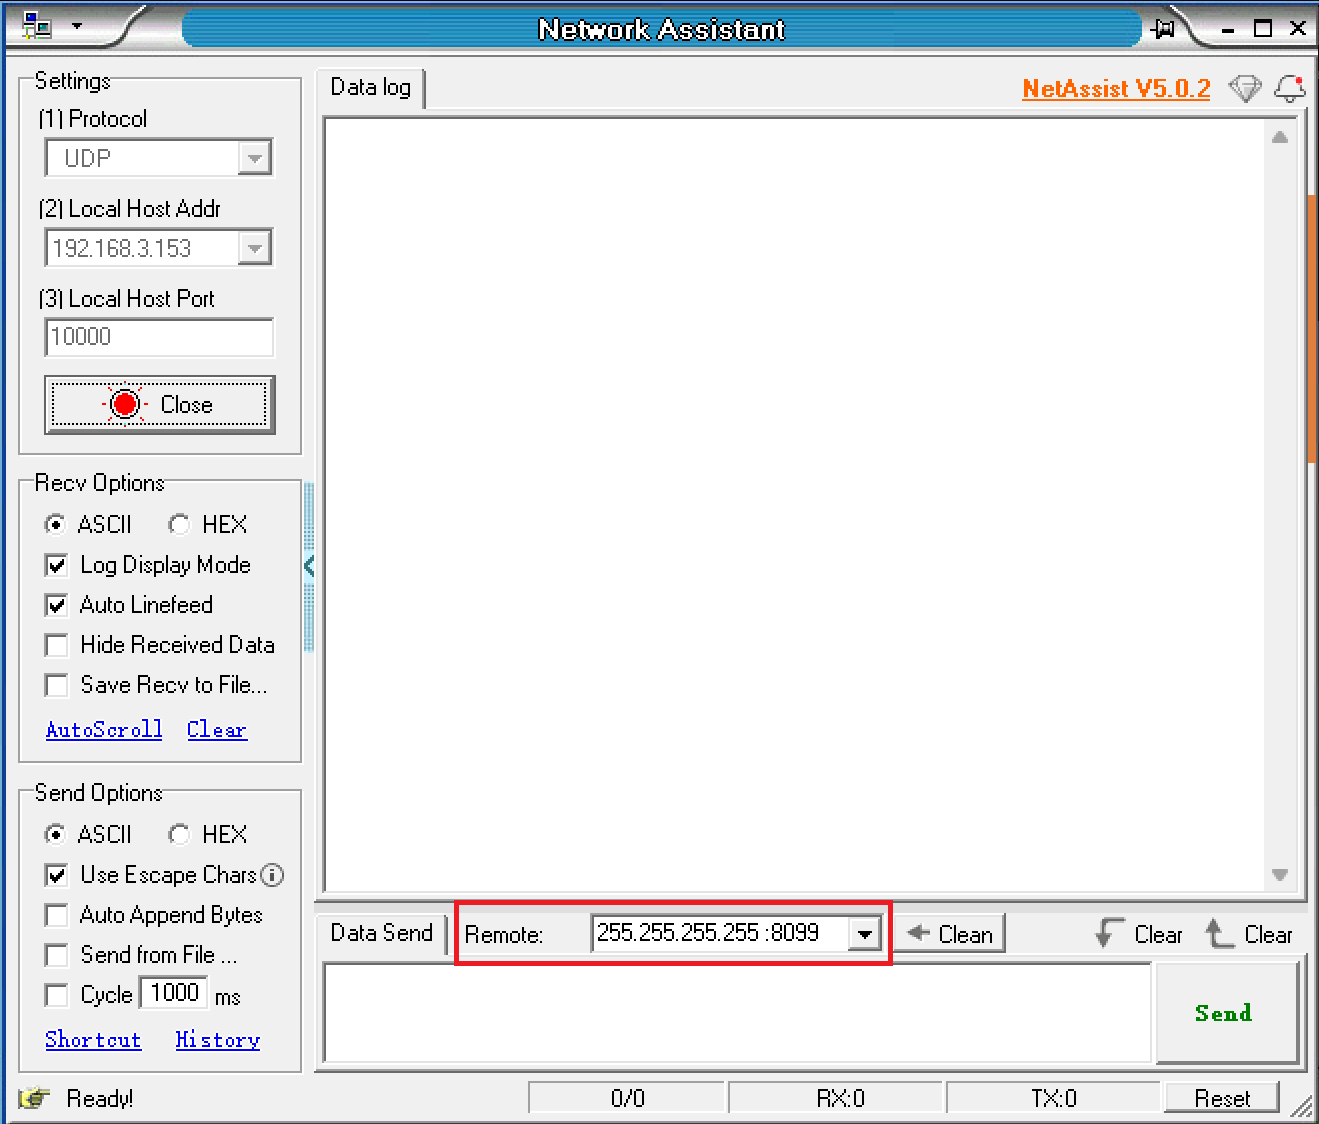 Network Assistant
Settings
(1) Protocol
UDP
(2) Local Host Addr
192.168.3.153
(3) Local Host Port
10000
Close
Recv Options
ASCII HEX
Log Display Mode
Auto Linefeed
Hide Received Data
Save Recv to File...
AutoScroll Clear
Send Options
ASCII HEX
Use Escape Chars
Auto Append Bytes
Send from File ...
Cycle 1000 ms
Shortcut History
Data log
NetAssist V5.0.2
Data Send Remote: 255.255.255.255 :8099 Clean Clear Clear
Send
Ready! 0/0 RX:0 TX:0 Reset